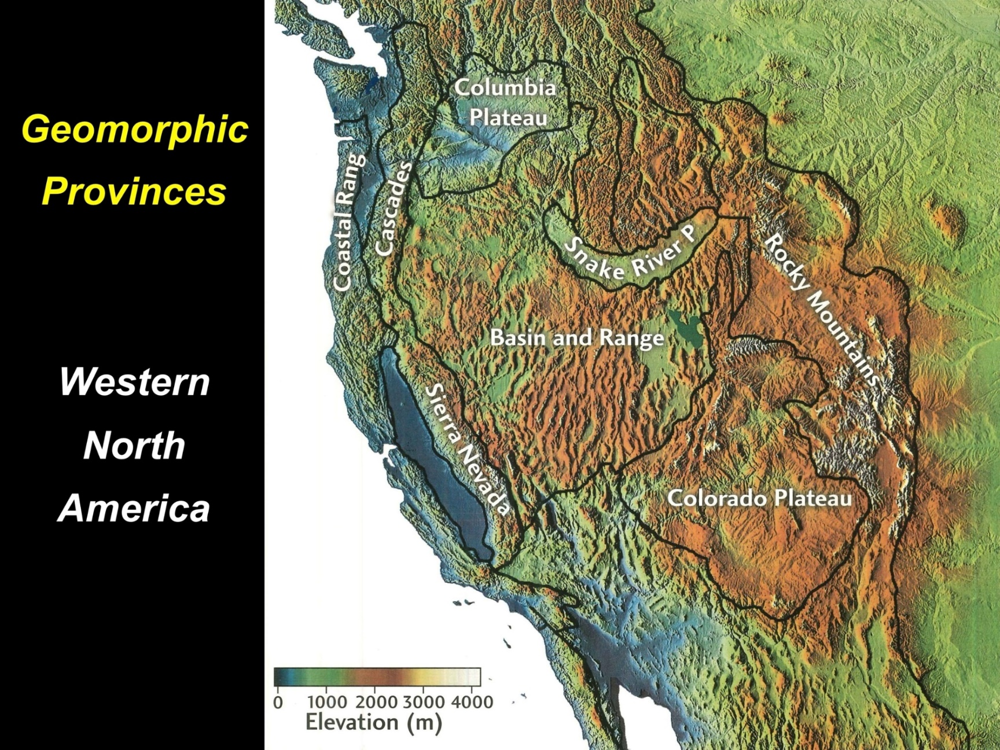 Geomorphic
Provinces
Western
North
America
Columbia
Plateau
Coastal Rang
Cascades
Snake River P
Rocky Mountains
Basin and Range
Sierra Nevada
Colorado Plateau
0 1000 2000 3000 4000
Elevation (m)